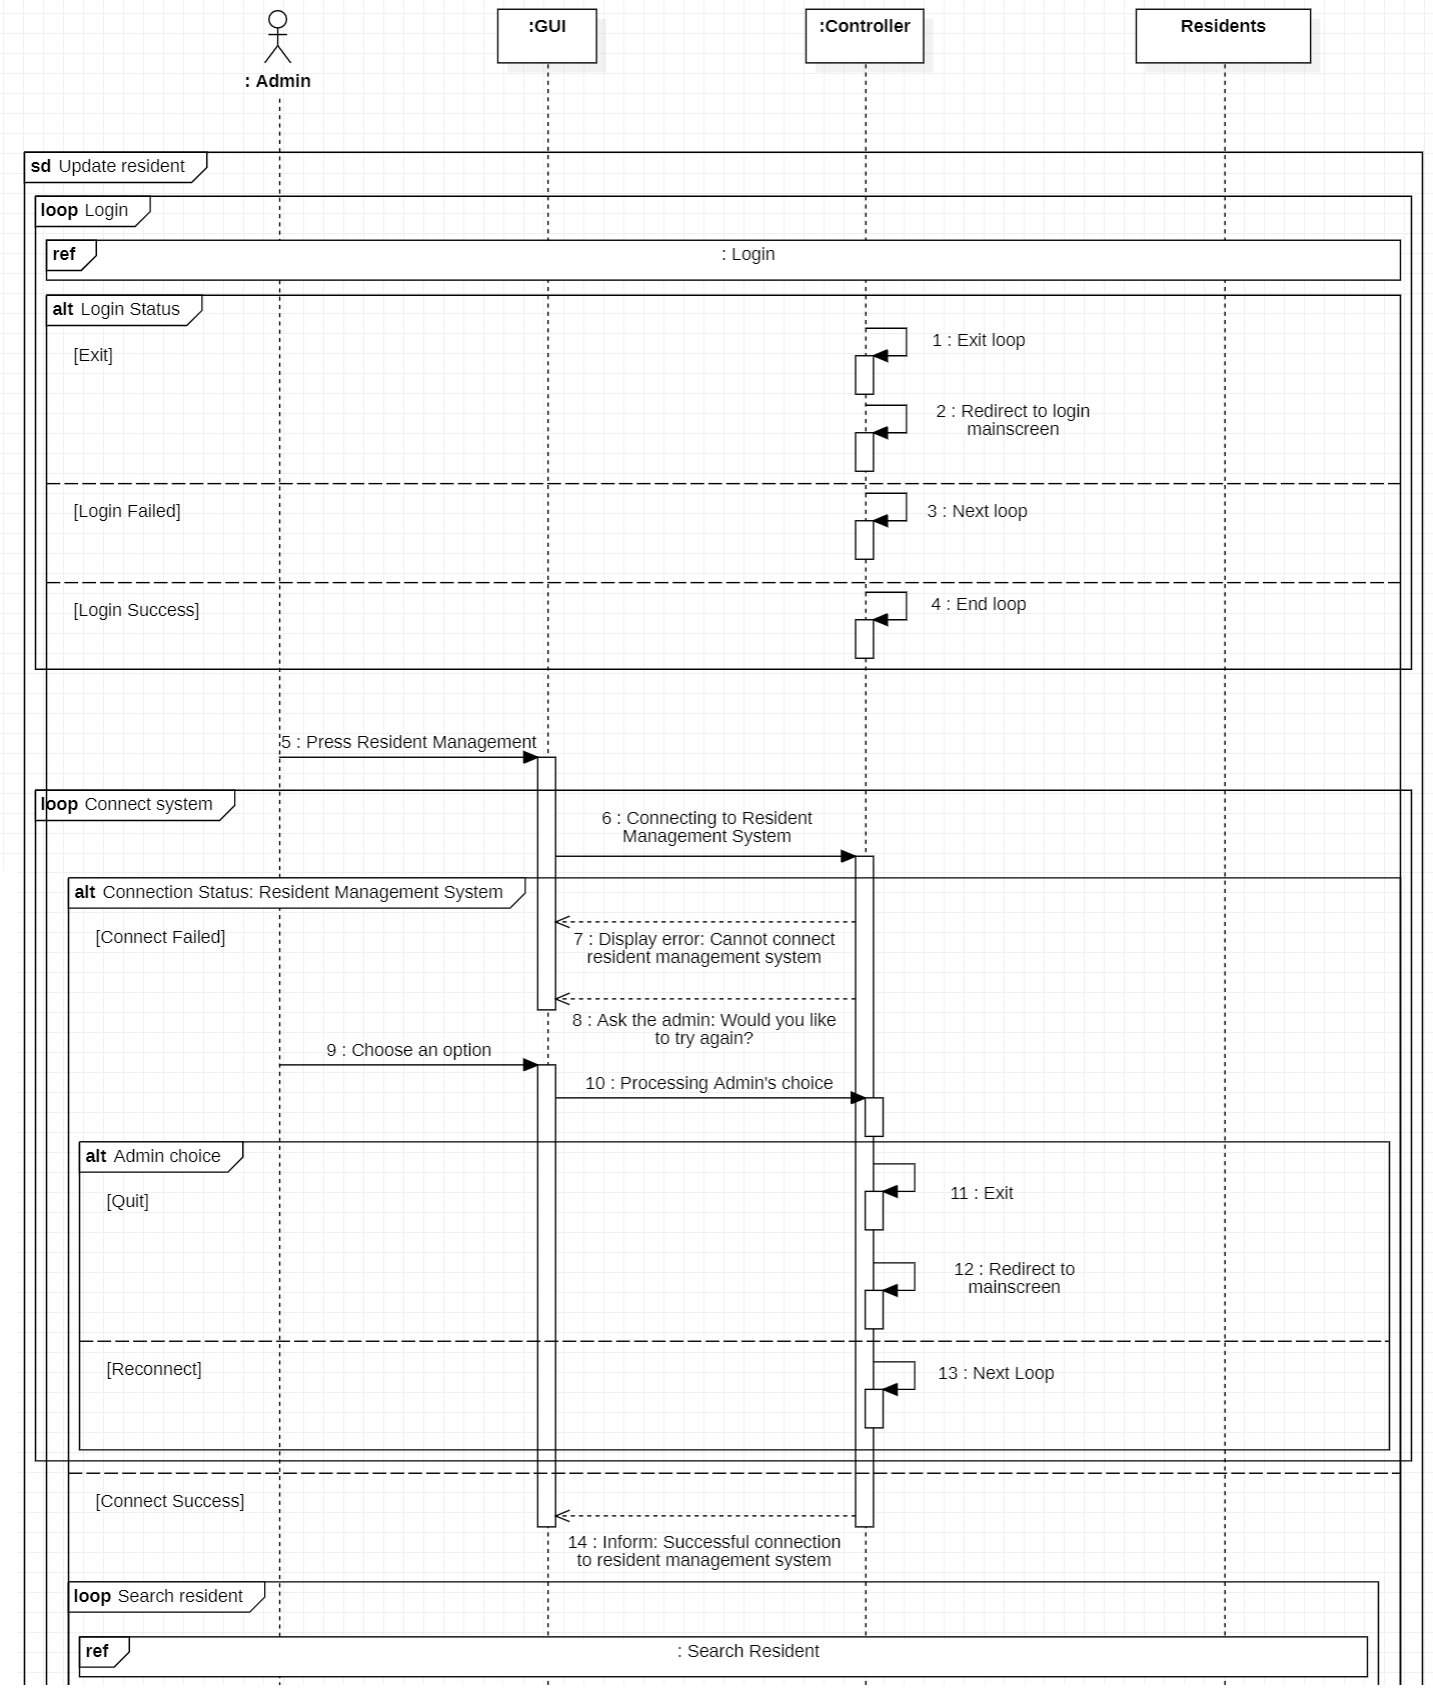 : Admin
:GUI
:Controller
Residents
sd Update resident
loop Login
ref
: Login
alt Login Status
[Exit]
1 : Exit loop
2 : Redirect to login
mainscreen
[Login Failed]
3 : Next loop
[Login Success]
4 : End loop
5 : Press Resident Management
loop Connect system
6 : Connecting to Resident
Management System
alt Connection Status: Resident Management System
[Connect Failed]
7 : Display error: Cannot connect
resident management system
8 : Ask the admin: Would you like
to try again?
9 : Choose an option
10 : Processing Admin's choice
alt Admin choice
[Quit]
11 : Exit
12 : Redirect to
mainscreen
[Reconnect]
13 : Next Loop
[Connect Success]
14 : Inform: Successful connection
to resident management system
loop Search resident
ref
: Search Resident